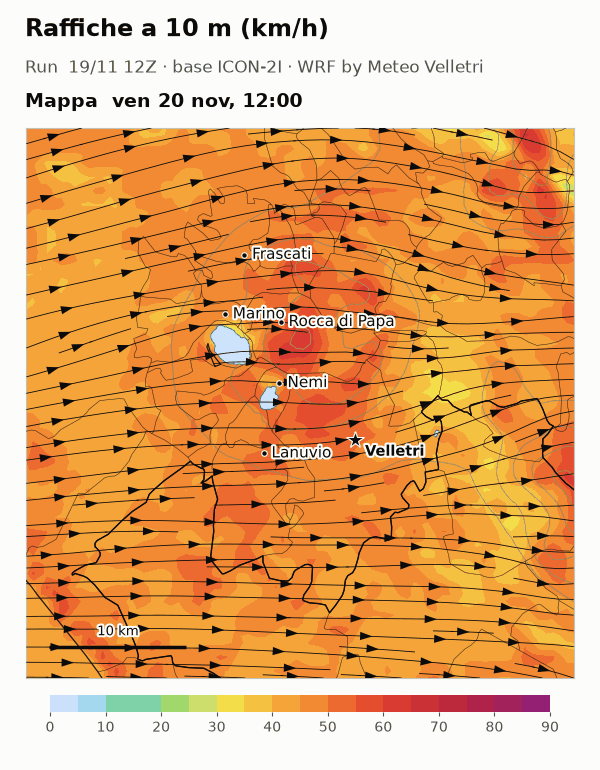 Raffiche a 10 m (km/h)
Run  19/11 12Z · base ICON-2I · WRF by Meteo Velletri
Mappa  ven 20 nov, 12:00
Frascati
Marino
Rocca di Papa
Nemi
Velletri
Lanuvio
10 km
0 10 20 30 40 50 60 70 80 90